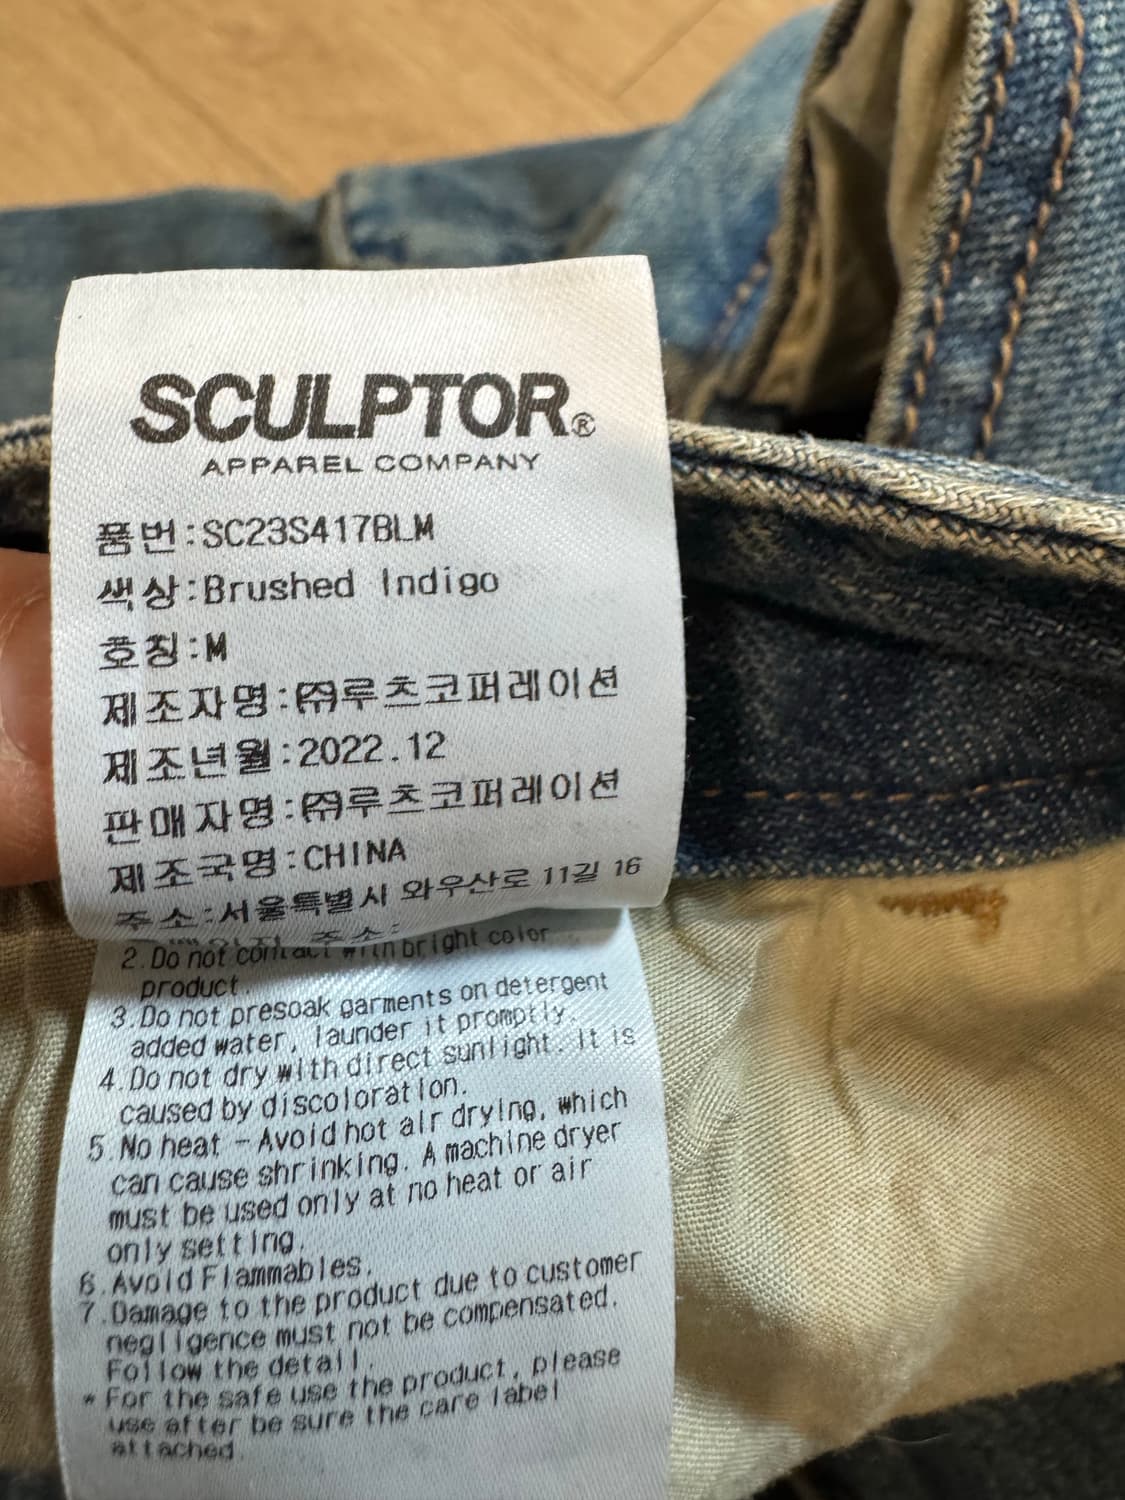 SCULPTOR®
APPAREL COMPANY
품번:SC23S417BLM
색상:Brushed Indigo
호칭:M
제조자명:㈜루츠코퍼레이션
제조년월:2022.12
판매자명:㈜루츠코퍼레이션
제조국명:CHINA
주소:서울특별시 와우산로 11길 16
주소:
2.Do not contact with bright color
product.
3.Do not presoak garments on detergent
added water, launder it promptly.
4.Do not dry with direct sunlight. It is
caused by discoloration.
5.No heat - Avoid hot air drying, which
can cause shrinking. A machine dryer
must be used only at no heat or air
only setting.
6.Avoid Flammables.
7.Damage to the product due to customer
negligence must not be compensated.
Follow the detail.
* For the safe use the product, please
use after be sure the care label
attached.